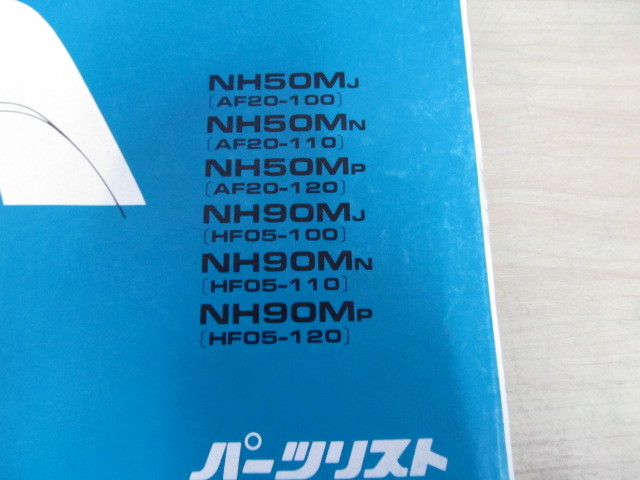 NH50MJ
[AF20-100]
NH50MN
[AF20-110]
NH50MP
[AF20-120]
NH90MJ
[HF05-100]
NH90MN
[HF05-110]
NH90MP
[HF05-120]
パーツリスト